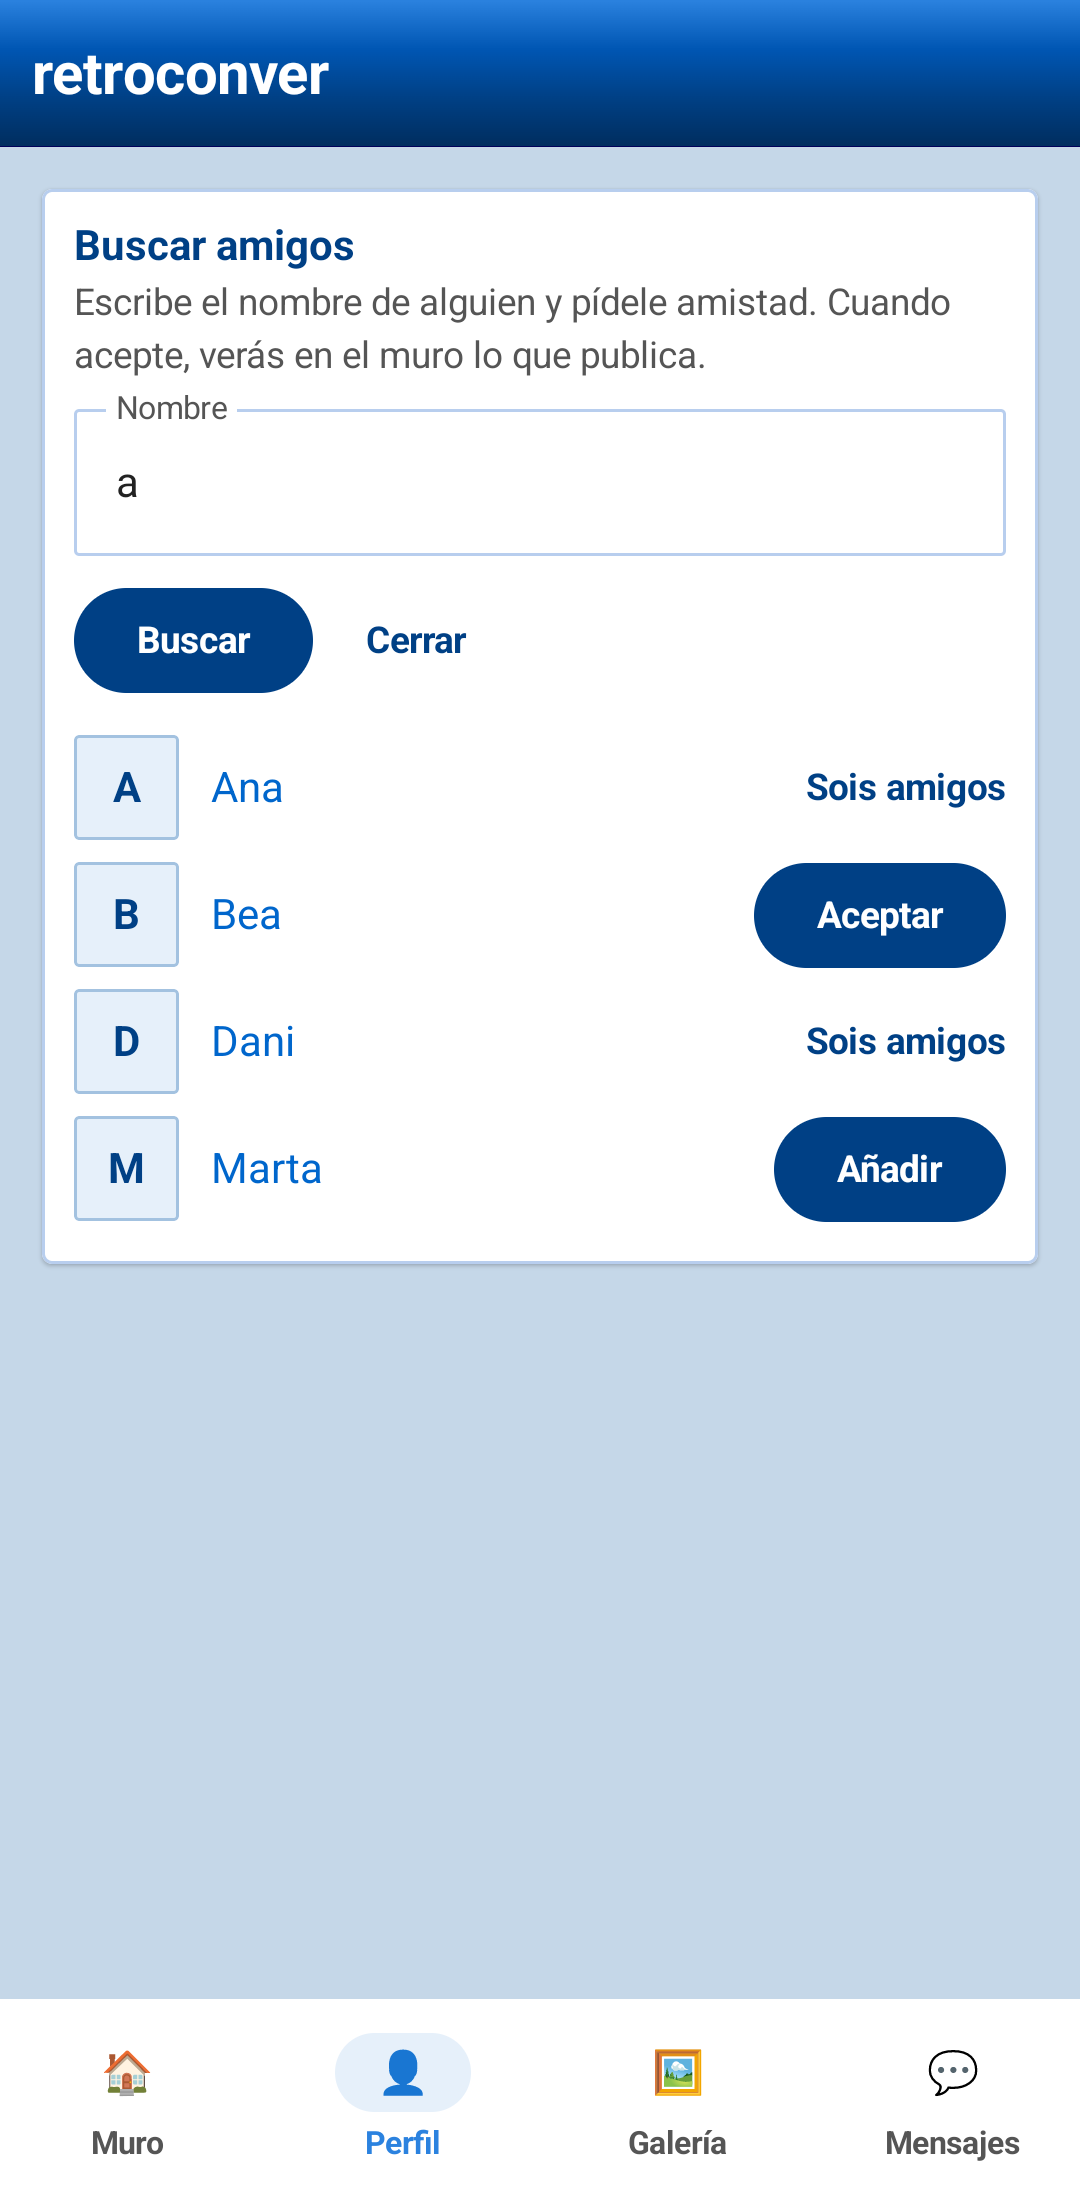 retroconver
Buscar amigos
Escribe el nombre de alguien y pídele amistad. Cuando
acepte, verás en el muro lo que publica.
Nombre
a
Buscar Cerrar
A Ana Sois amigos
B Bea Aceptar
D Dani Sois amigos
M Marta Añadir
Muro Perfil Galería Mensajes